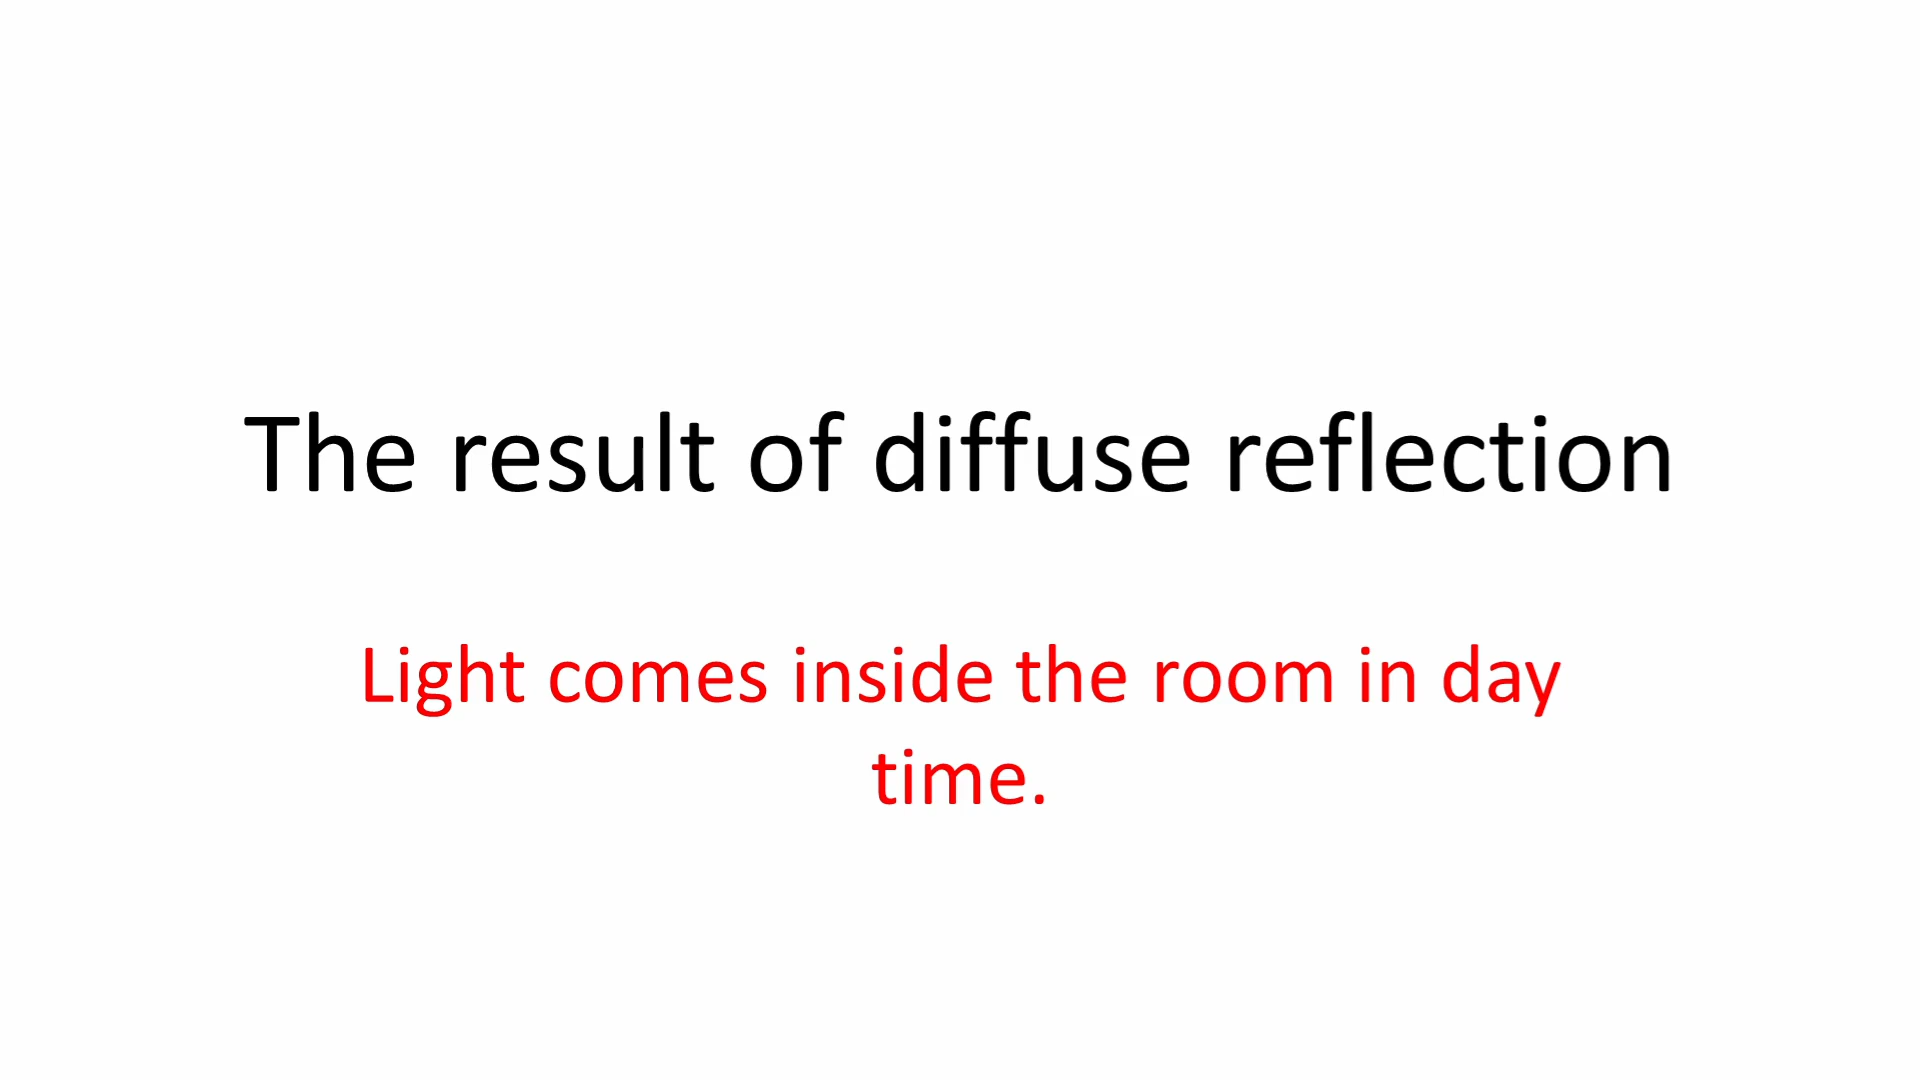 The result of diffuse reflection
Light comes inside the room in day
time.